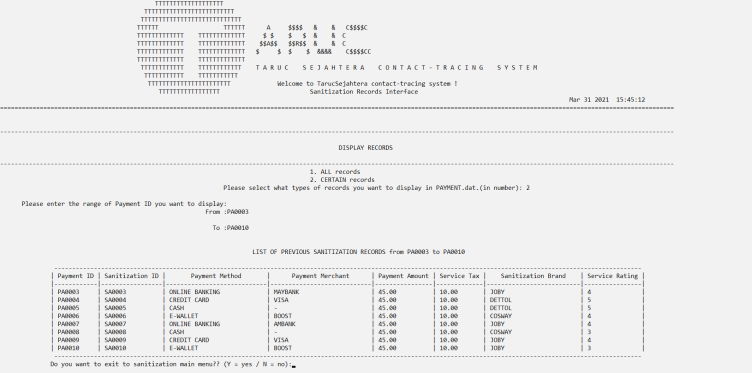 TARUC SEJAHTERA CONTACT-TRACING SYSTEM
Welcome to TarucSejahtera contact-tracing system !
Sanitization Records Interface
Mar 31 2021 15:45:12
DISPLAY RECORDS
1. ALL records
2. CERTAIN records
Please select what types of records you want to display in PAYMENT.dat.(in number): 2
Please enter the range of Payment ID you want to display:
From :PA0003
To :PA0010
LIST OF PREVIOUS SANITIZATION RECORDS from PA0003 to PA0010
| Payment ID | Sanitization ID | Payment Method | Payment Merchant | Payment Amount | Service Tax | Sanitization Brand | Service Rating |
| PA0003 | SA0003 | ONLINE BANKING | MAYBANK | 45.00 | 10.00 | JOBY | 4 |
| PA0004 | SA0004 | CREDIT CARD | VISA | 45.00 | 10.00 | DETTOL | 5 |
| PA0005 | SA0005 | CASH | - | 45.00 | 10.00 | DETTOL | 5 |
| PA0006 | SA0006 | E-WALLET | BOOST | 45.00 | 10.00 | COSWAY | 4 |
| PA0007 | SA0007 | ONLINE BANKING | AMBANK | 45.00 | 10.00 | JOBY | 4 |
| PA0008 | SA0008 | CASH | - | 45.00 | 10.00 | COSWAY | 3 |
| PA0009 | SA0009 | CREDIT CARD | VISA | 45.00 | 10.00 | JOBY | 4 |
| PA0010 | SA0010 | E-WALLET | BOOST | 45.00 | 10.00 | JOBY | 3 |
Do you want to exit to sanitization main menu?? (Y = yes / N = no):